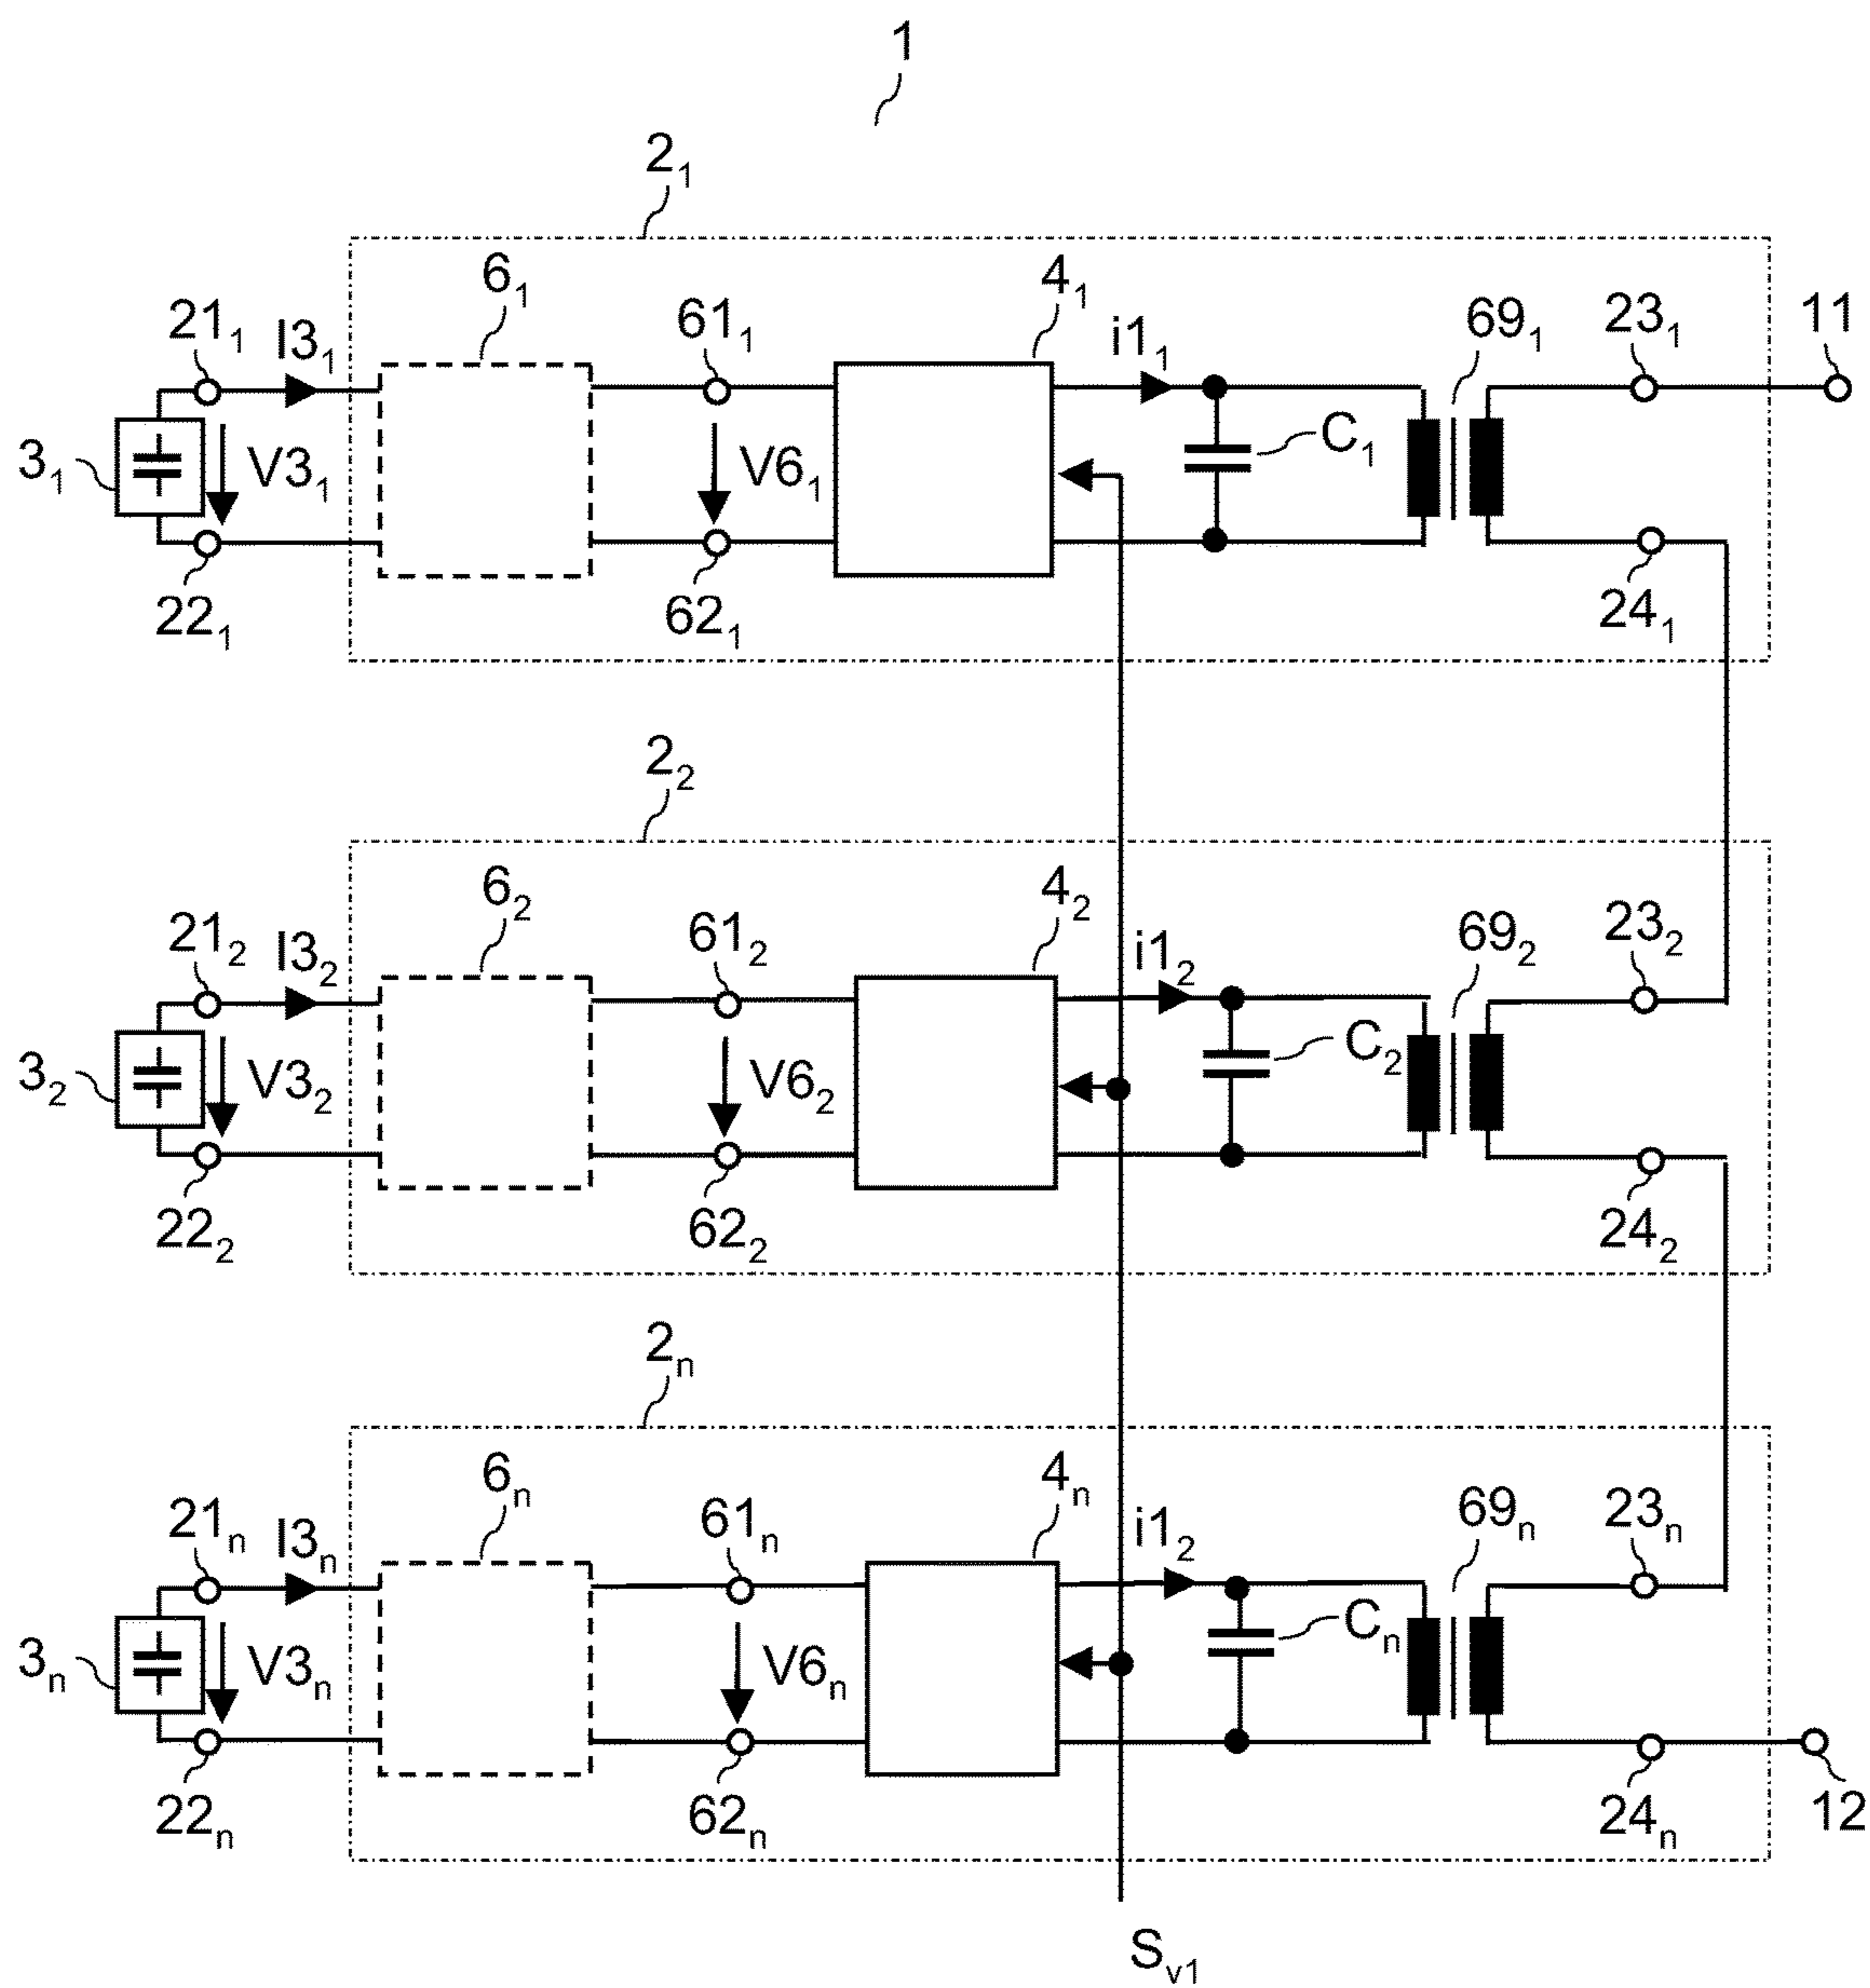 1
2₁
6₁
4₁
21₁
I3₁
61₁
i1₁
69₁
23₁
11
3₁
V3₁
V6₁
C₁
22₁
62₁
24₁
2₂
6₂
4₂
21₂
I3₂
61₂
i1₂
69₂
23₂
3₂
V3₂
V6₂
C₂
22₂
62₂
24₂
2ₙ
6ₙ
4ₙ
21ₙ
I3ₙ
61ₙ
i1₂
69ₙ
23ₙ
3ₙ
V3ₙ
V6ₙ
Cₙ
22ₙ
62ₙ
24ₙ
12
Sᵥ₁